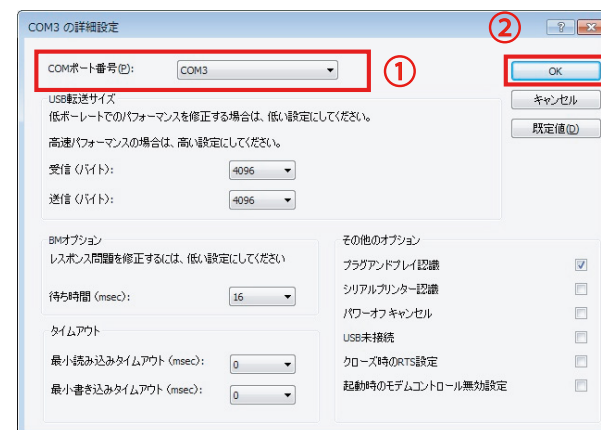 COM3 の詳細設定
②
COMポート番号(P):
COM3
①
OK
キャンセル
既定値(D)
USB転送サイズ
低ボーレートでのパフォーマンスを修正する場合は、低い設定にしてください。
高速パフォーマンスの場合は、高い設定にしてください。
受信 (バイト):
4096
送信 (バイト):
4096
BMオプション
レスポンス問題を修正するには、低い設定にしてください
待ち時間 (msec):
16
タイムアウト
最小読み込みタイムアウト (msec):
0
最小書き込みタイムアウト (msec):
0
その他のオプション
プラグアンドプレイ認識
シリアルプリンター認識
パワーオフ キャンセル
USB未接続
クローズ時のRTS設定
起動時のモデムコントロール無効設定